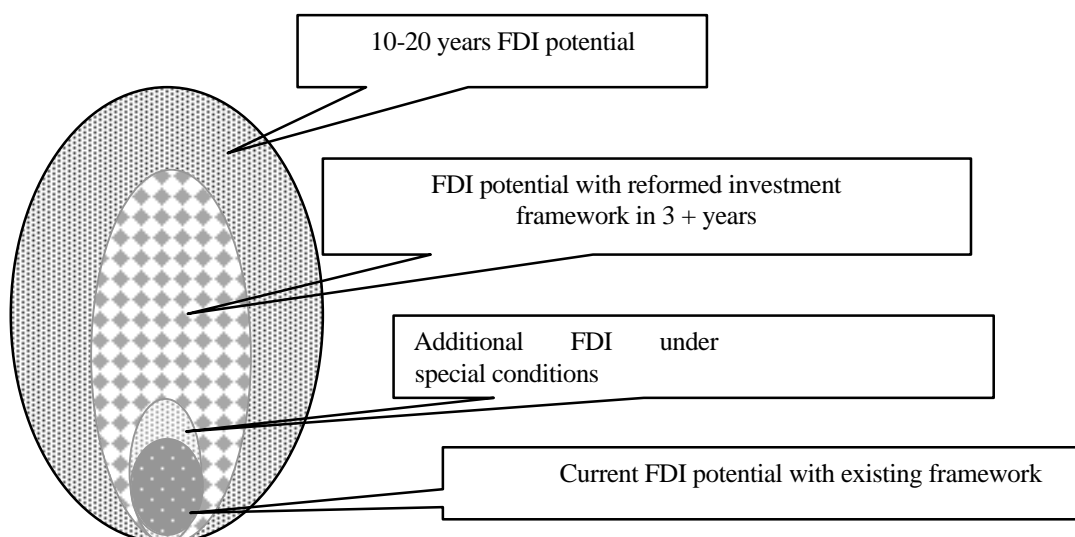 10-20 years FDI potential
FDI potential with reformed investment
framework in 3 + years
Additional FDI under
special conditions
Current FDI potential with existing framework